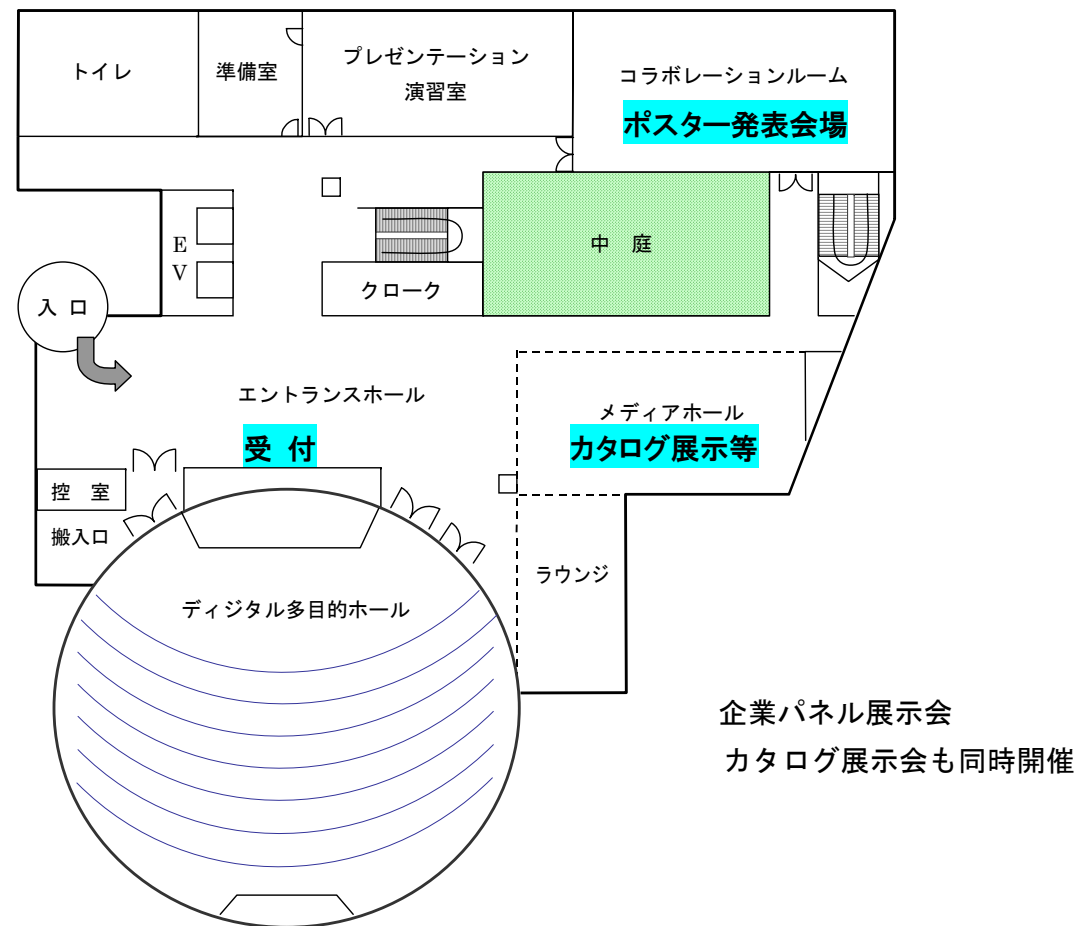 トイレ
準備室
プレゼンテーション
演習室
コラボレーションルーム
ポスター発表会場
中 庭
E
V
クローク
入 口
エントランスホール
受 付
メディアホール
カタログ展示等
控 室
搬入口
ラウンジ
ディジタル多目的ホール
企業パネル展示会
カタログ展示会も同時開催